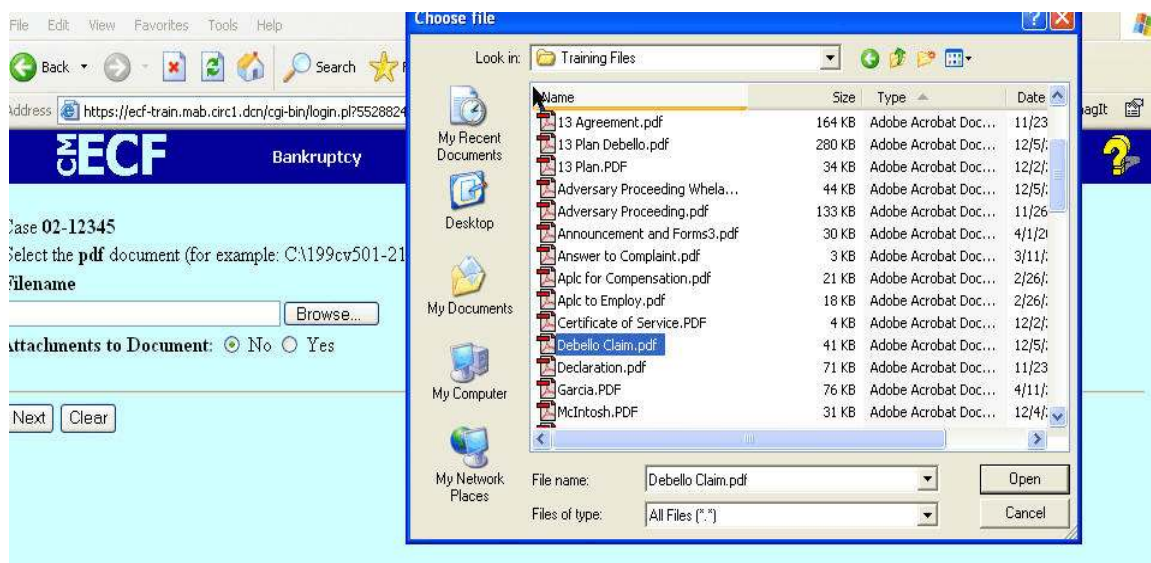 File Edit View Favorites Tools Help
Back Search
Address https://ecf-train.mab.circ1.dcn/cgi-bin/login.pl?5528824
CM ECF Bankruptcy
?
Case 02-12345
Select the pdf document (for example: C:\199cv501-21
Filename
Browse...
Attachments to Document: No Yes
Next Clear
Choose file
Look in: Training Files
My Recent Documents
Desktop
My Documents
My Computer
My Network Places
Name Size Type Date
13 Agreement.pdf 164 KB Adobe Acrobat Doc... 11/23
13 Plan Debello.pdf 280 KB Adobe Acrobat Doc... 12/5/
13 Plan.PDF 34 KB Adobe Acrobat Doc... 12/2/
Adversary Proceeding Whela... 44 KB Adobe Acrobat Doc... 12/5/
Adversary Proceeding.pdf 133 KB Adobe Acrobat Doc... 11/26
Announcement and Forms3.pdf 30 KB Adobe Acrobat Doc... 4/1/2
Answer to Complaint.pdf 3 KB Adobe Acrobat Doc... 3/11/
Aplc for Compensation.pdf 21 KB Adobe Acrobat Doc... 2/26/
Aplc to Employ.pdf 18 KB Adobe Acrobat Doc... 2/26/
Certificate of Service.PDF 4 KB Adobe Acrobat Doc... 12/2/
Debello Claim.pdf 41 KB Adobe Acrobat Doc... 12/5/
Declaration.pdf 71 KB Adobe Acrobat Doc... 11/23
Garcia.PDF 76 KB Adobe Acrobat Doc... 4/11/
McIntosh.PDF 31 KB Adobe Acrobat Doc... 12/4/
File name: Debello Claim.pdf Open
Files of type: All Files (*.*) Cancel
agIt